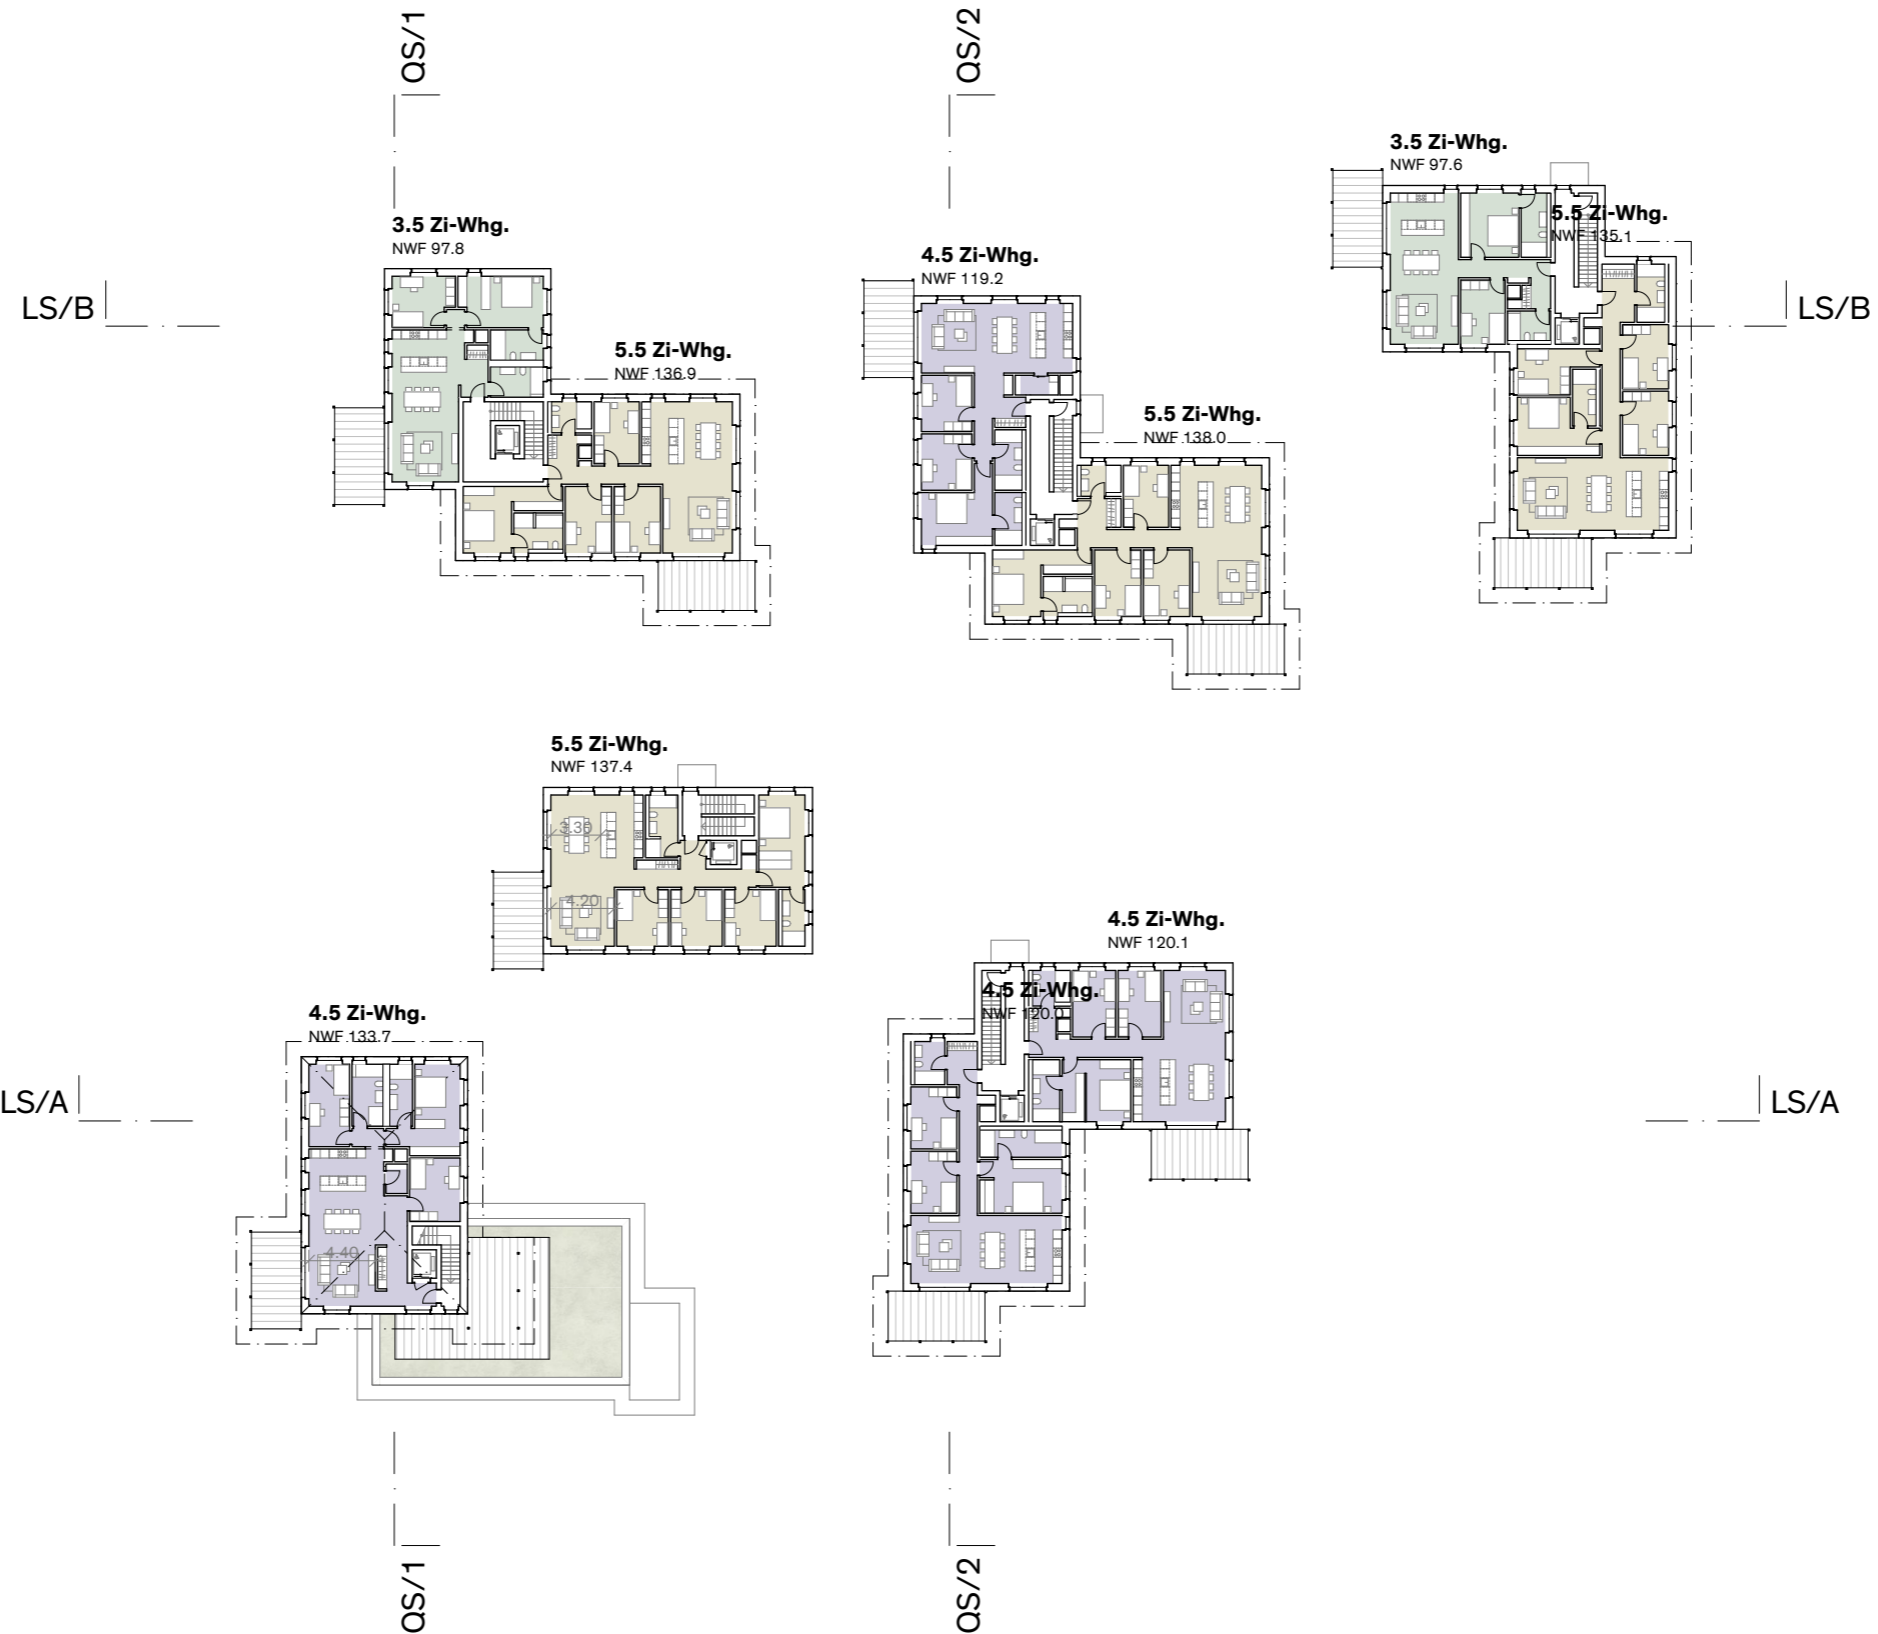 QS/1
QS/2
3.5 Zi-Whg.
NWF 97.6
5.5 Zi-Whg.
NWF 135.1
3.5 Zi-Whg.
NWF 97.8
4.5 Zi-Whg.
NWF 119.2
LS/B
LS/B
5.5 Zi-Whg.
NWF 136.9
5.5 Zi-Whg.
NWF 138.0
5.5 Zi-Whg.
NWF 137.4
3.30
4.20
4.5 Zi-Whg.
NWF 120.1
4.5 Zi-Whg.
NWF 120.0
4.5 Zi-Whg.
NWF 133.7
LS/A
LS/A
4.40
QS/1
QS/2